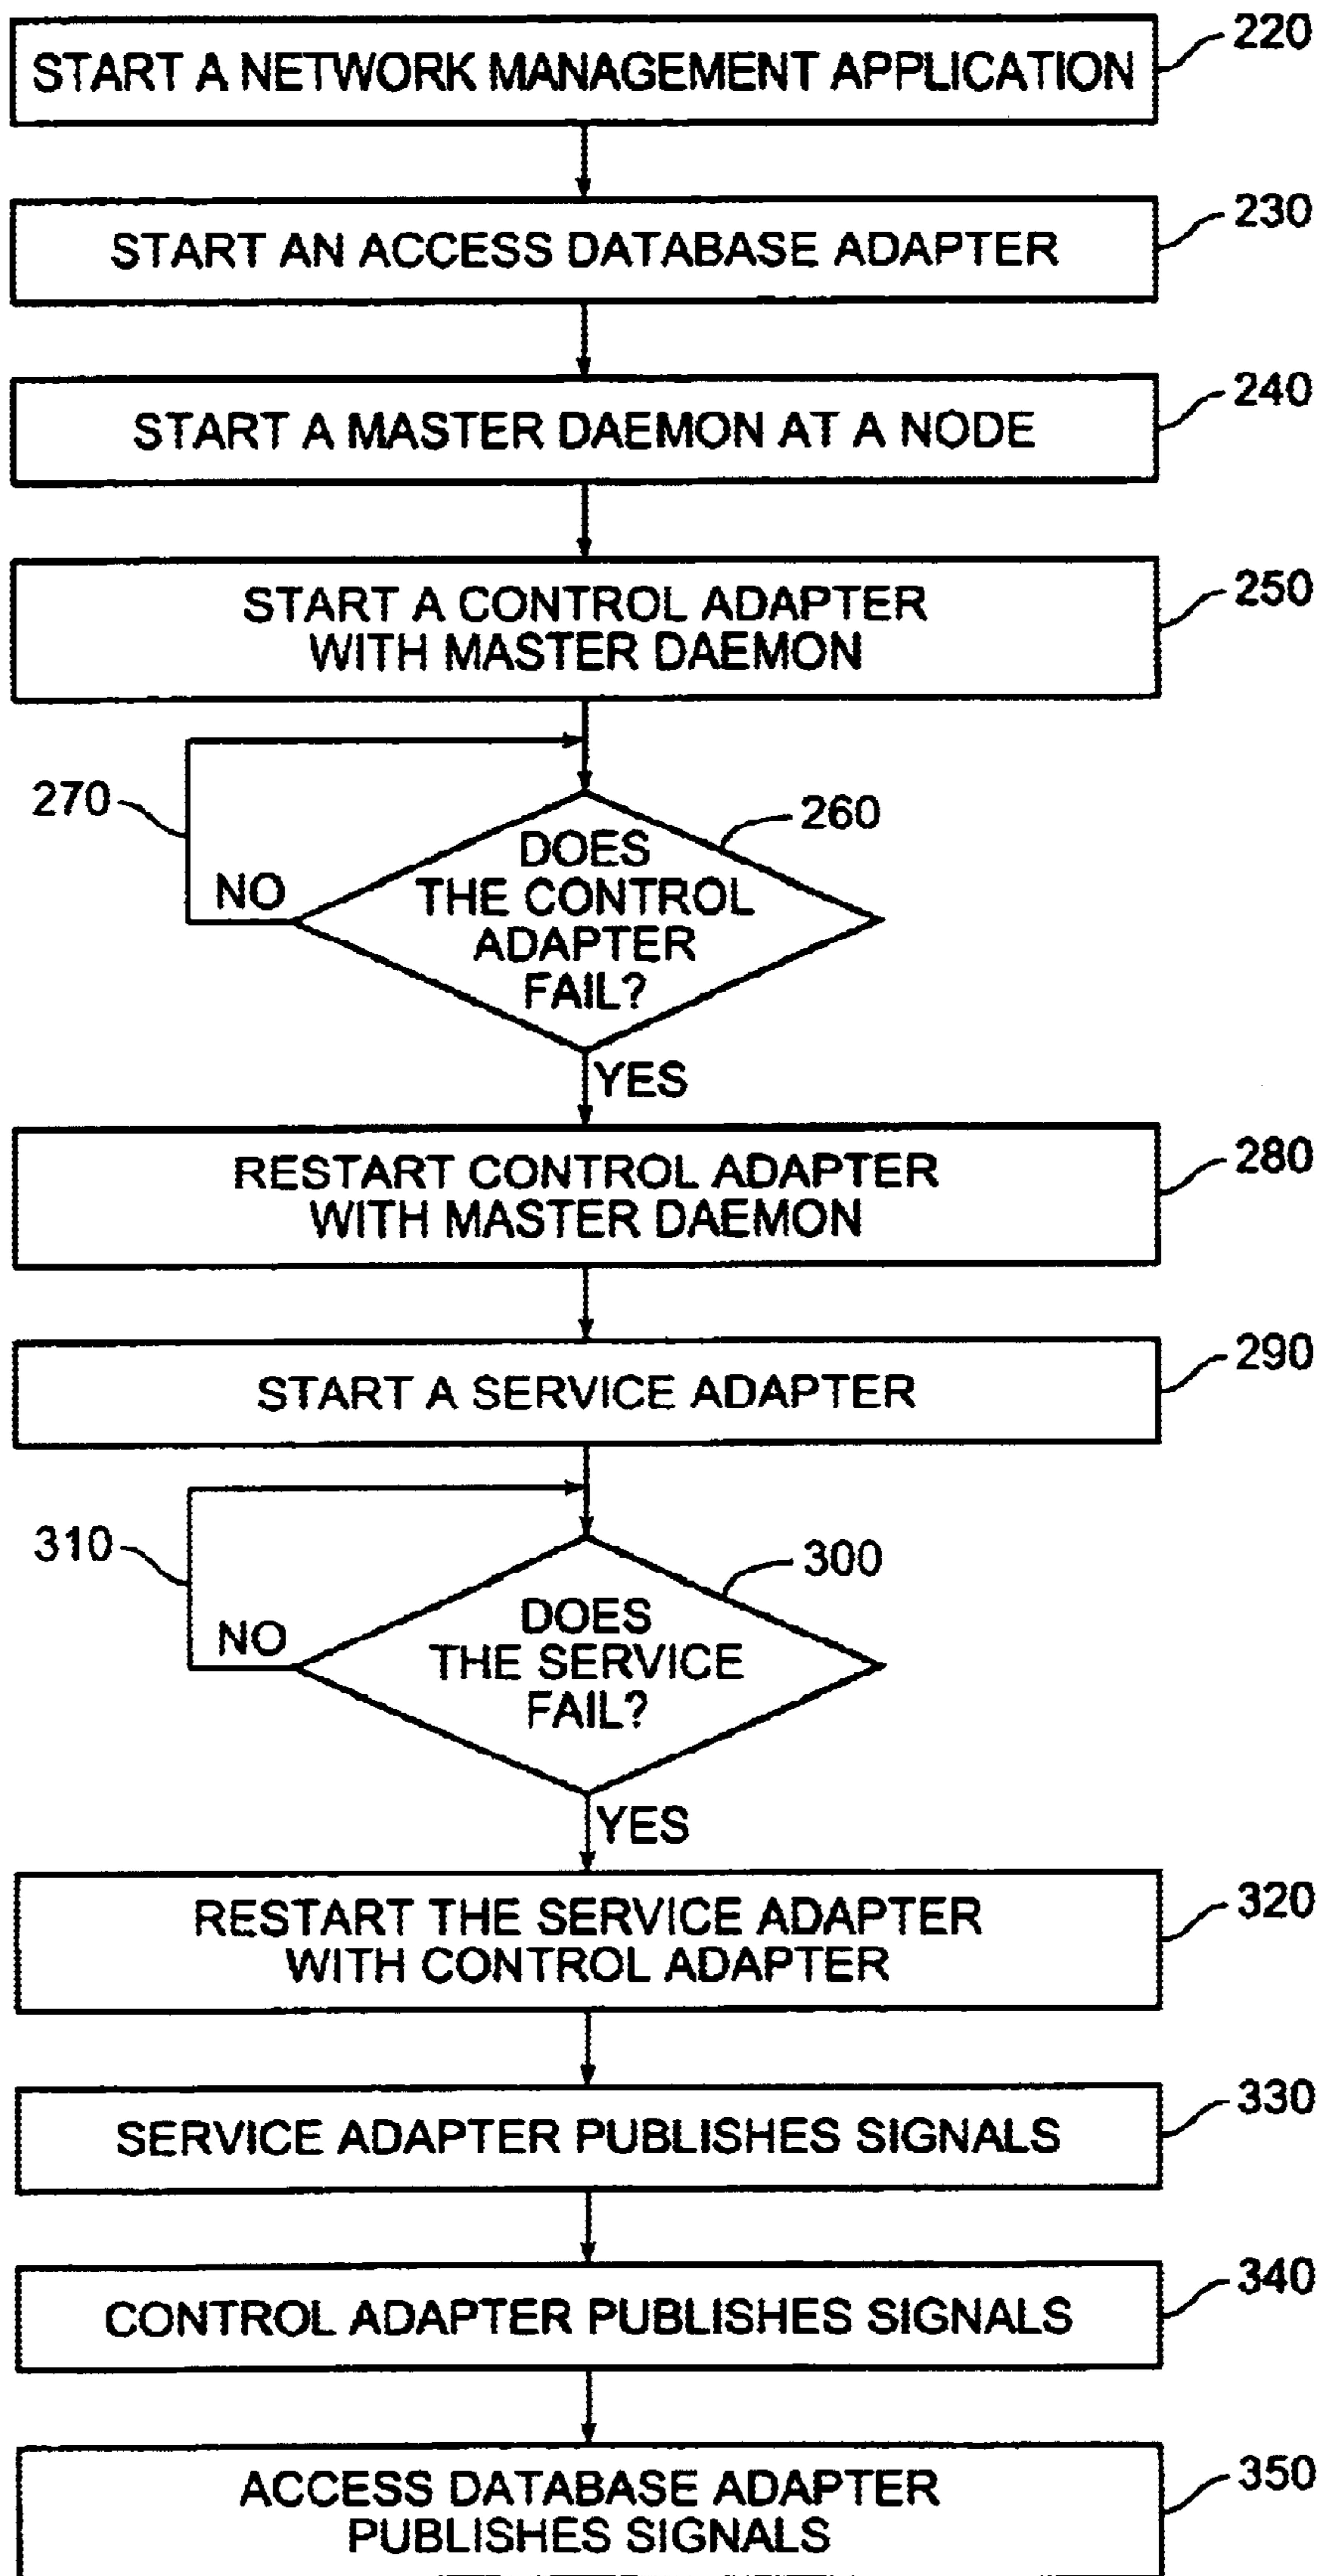 START A NETWORK MANAGEMENT APPLICATION
220
START AN ACCESS DATABASE ADAPTER
230
START A MASTER DAEMON AT A NODE
240
START A CONTROL ADAPTER
WITH MASTER DAEMON
250
270
NO
DOES
THE CONTROL
ADAPTER
FAIL?
260
YES
RESTART CONTROL ADAPTER
WITH MASTER DAEMON
280
START A SERVICE ADAPTER
290
310
NO
DOES
THE SERVICE
FAIL?
300
YES
RESTART THE SERVICE ADAPTER
WITH CONTROL ADAPTER
320
SERVICE ADAPTER PUBLISHES SIGNALS
330
CONTROL ADAPTER PUBLISHES SIGNALS
340
ACCESS DATABASE ADAPTER
PUBLISHES SIGNALS
350